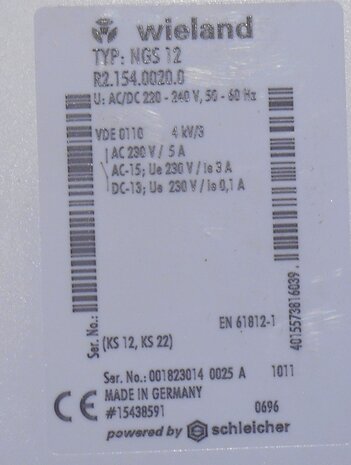 wieland
TYP: NGS 12
R2.154.0020.0
U: AC/DC 220 - 240 V, 50 - 60 Hz
VDE 0110 4 kV/3
AC 230 V / 5 A
AC-15; Ue 230 V / Is 3 A
DC-13; Ue 230 V / Is 0,1 A
Ser. No.:
4015573816039.
EN 61812-1
(KS 12, KS 22)
Ser. No.: 001823014 0025 A 1011
MADE IN GERMANY
CE #15438591 0696
powered by schleicher